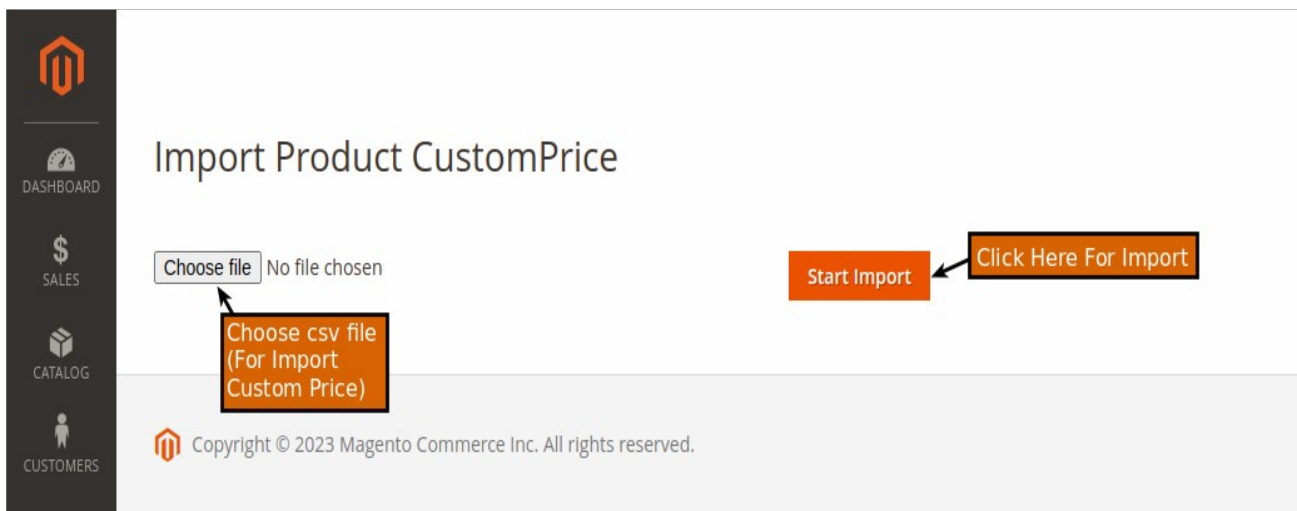 DASHBOARD
SALES
CATALOG
CUSTOMERS
Import Product CustomPrice
Choose file No file chosen
Start Import
Click Here For Import
Choose csv file
(For Import
Custom Price)
Copyright © 2023 Magento Commerce Inc. All rights reserved.